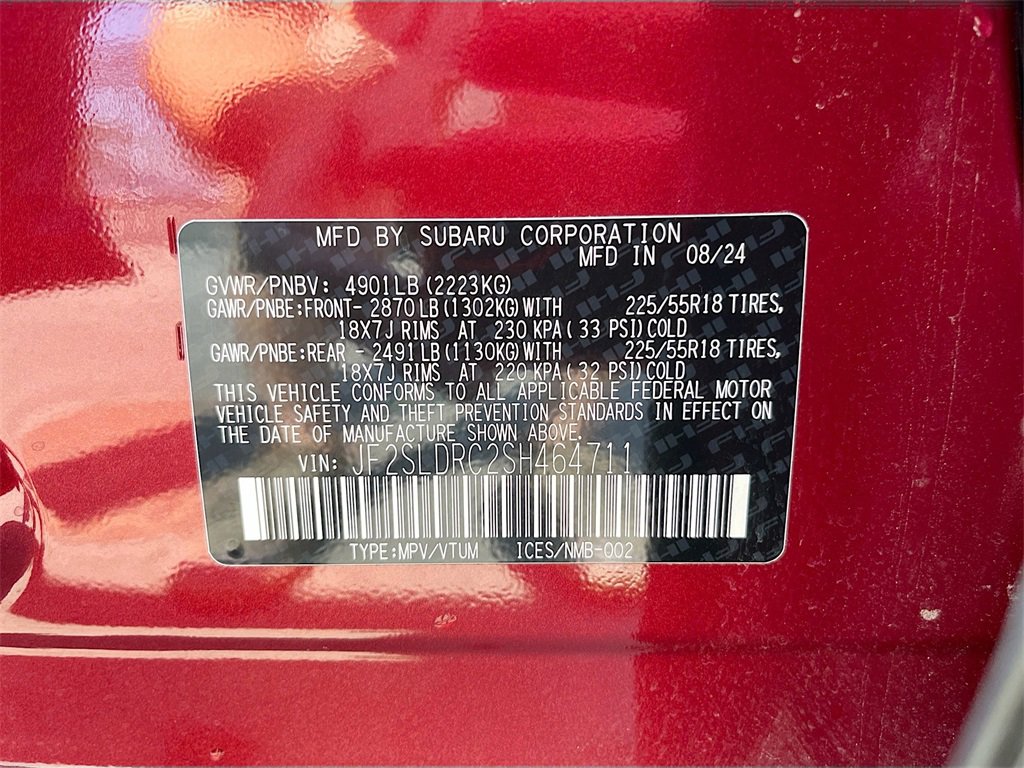 MFD BY SUBARU CORPORATION
MFD IN 08/24
GVWR/PNBV: 4901LB (2223KG)
GAWR/PNBE:FRONT- 2870 LB (1302KG) WITH 225/55R18 TIRES,
18X7J RIMS AT 230 KPA ( 33 PSI) COLD
GAWR/PNBE:REAR - 2491 LB (1130KG) WITH 225/55R18 TIRES,
18X7J RIMS AT 220 KPA ( 32 PSI) COLD
THIS VEHICLE CONFORMS TO ALL APPLICABLE FEDERAL MOTOR
VEHICLE SAFETY AND THEFT PREVENTION STANDARDS IN EFFECT ON
THE DATE OF MANUFACTURE SHOWN ABOVE.
VIN: JF2SLDRC2SH464711
TYPE:MPV/VTUM ICES/NMB-002